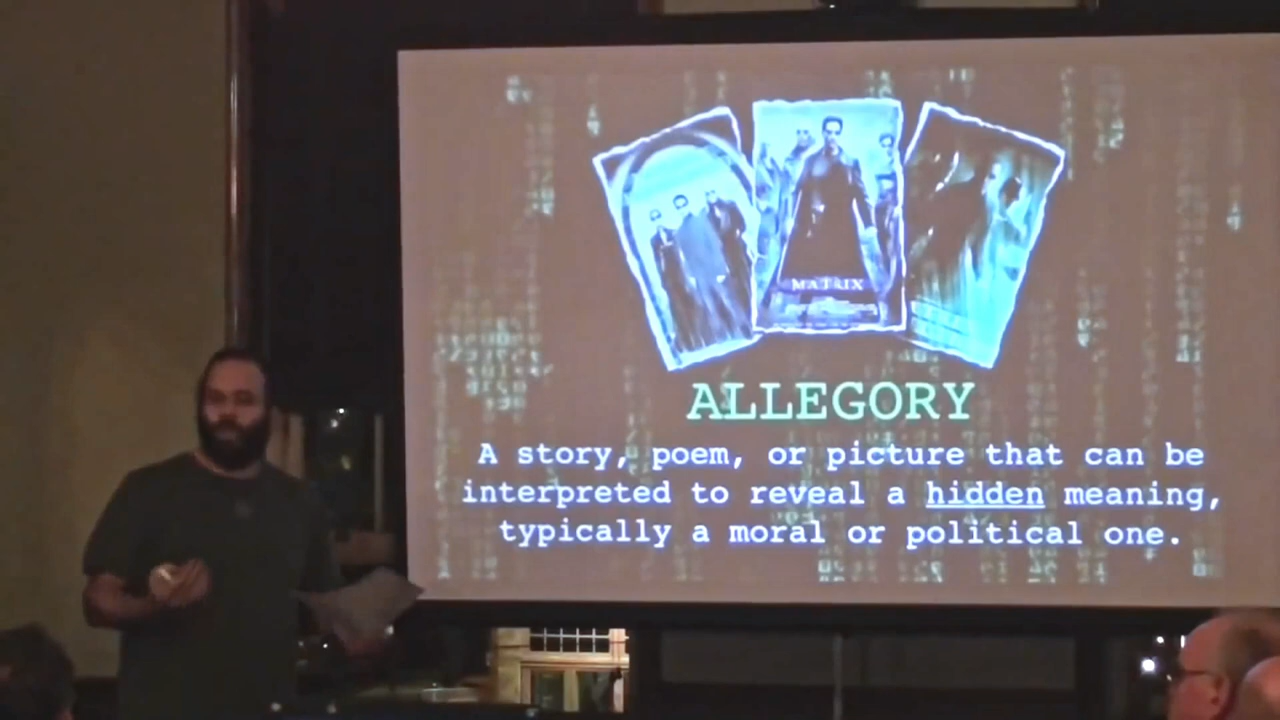 MATRIX
ALLEGORY
A story, poem, or picture that can be
interpreted to reveal a hidden meaning,
typically a moral or political one.